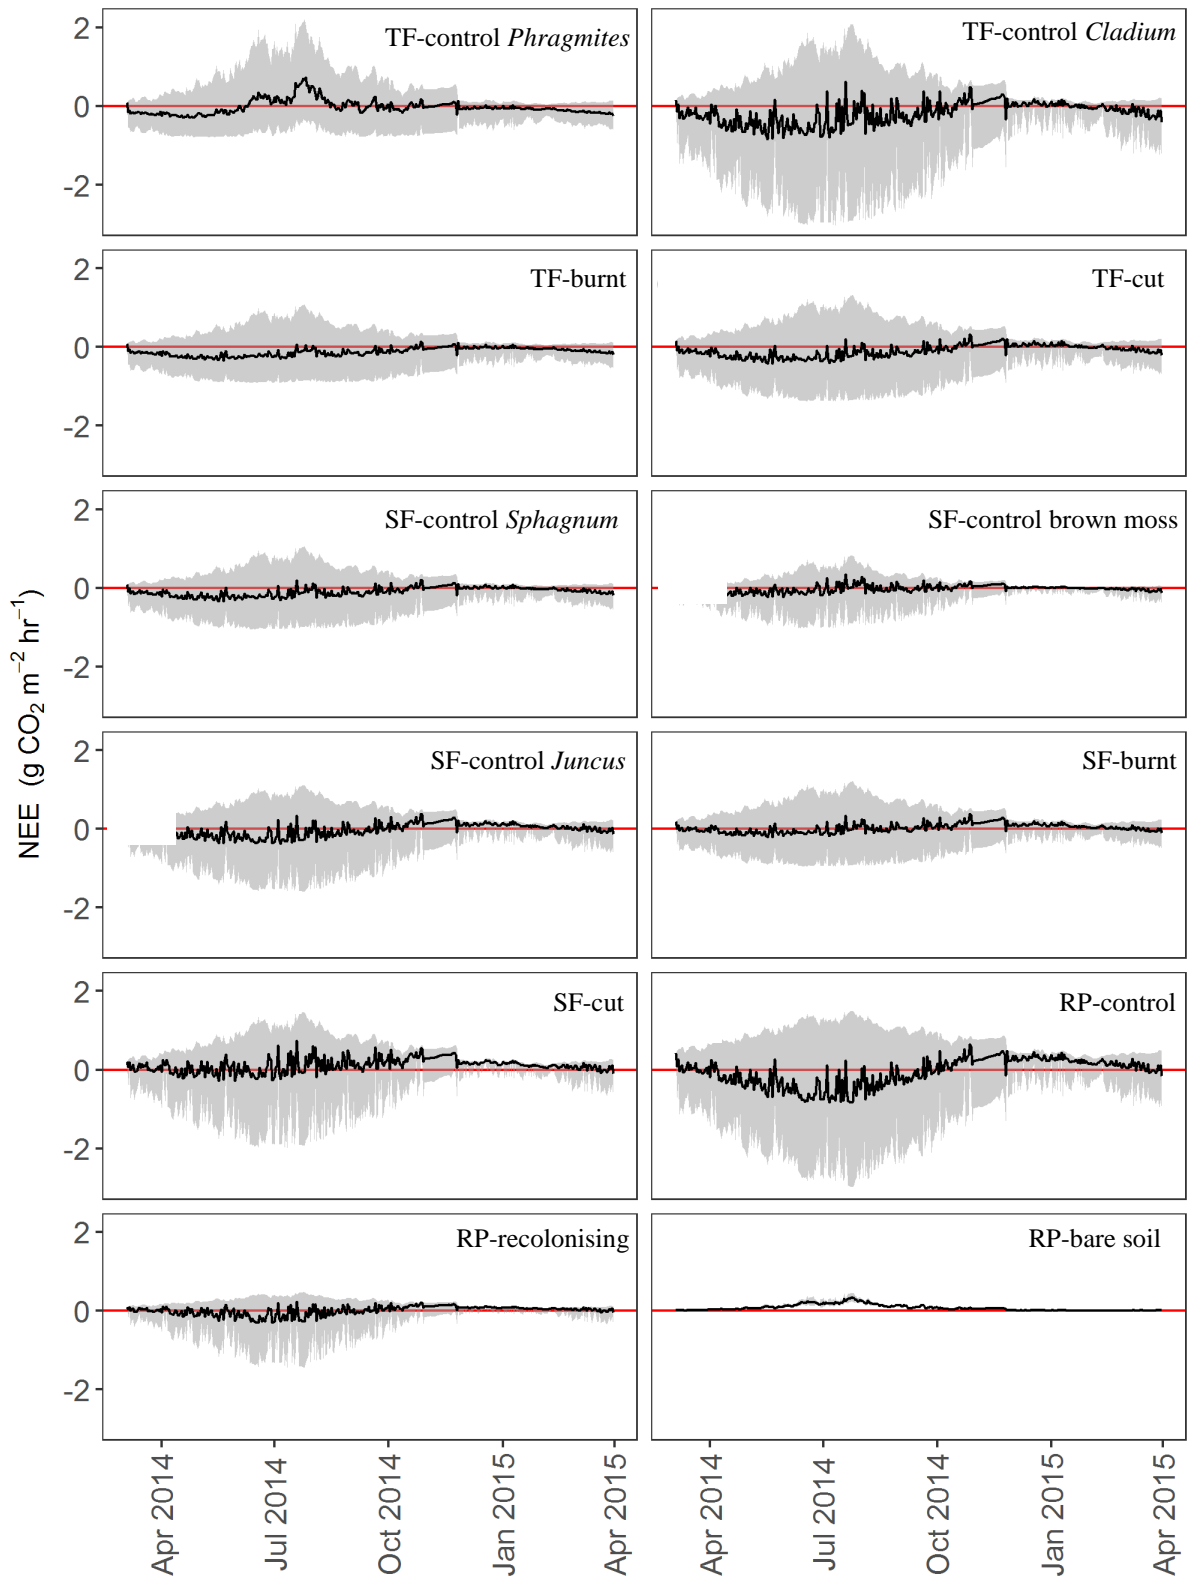 TF-control Phragmites
TF-control Cladium
2
0
-2
TF-burnt
TF-cut
2
0
-2
SF-control Sphagnum
SF-control brown moss
2
0
-2
SF-control Juncus
SF-burnt
2
0
-2
SF-cut
RP-control
2
0
-2
RP-recolonising
RP-bare soil
2
0
-2
NEE (g CO₂ m⁻² hr⁻¹)
Apr 2014
Jul 2014
Oct 2014
Jan 2015
Apr 2015
Apr 2014
Jul 2014
Oct 2014
Jan 2015
Apr 2015